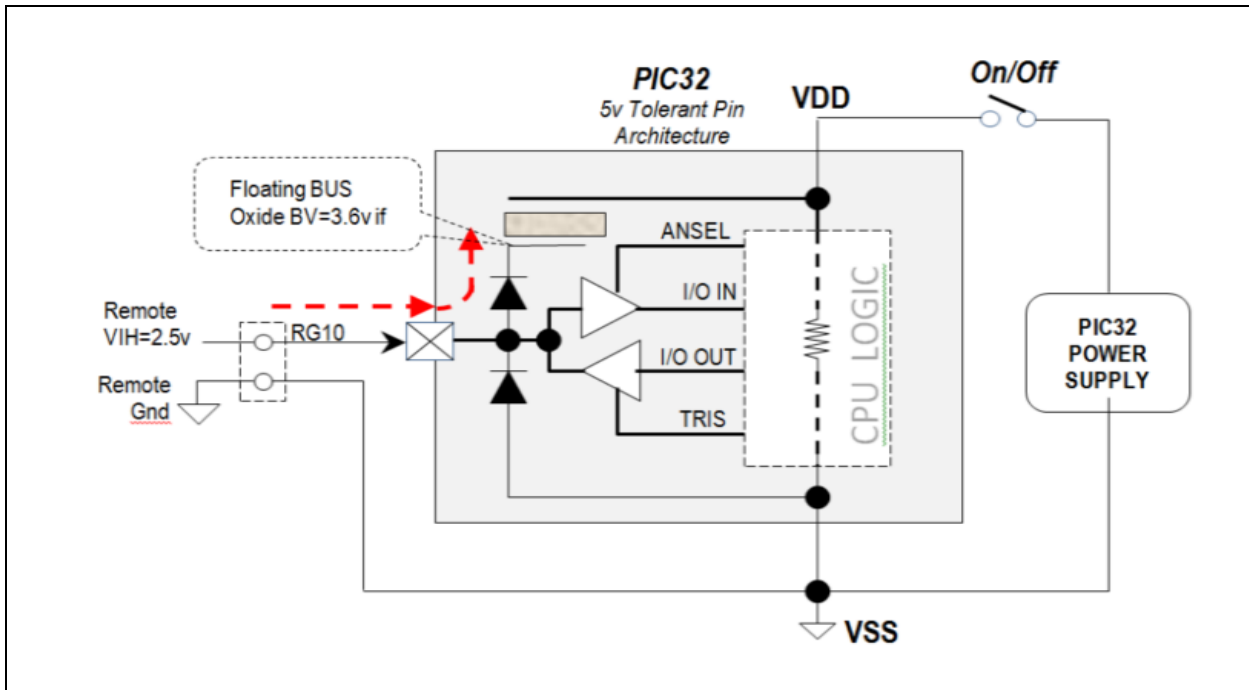 PIC32
5v Tolerant Pin
Architecture
VDD
On/Off
Floating BUS
Oxide BV=3.6v if
ANSEL
I/O IN
Remote
VIH=2.5v
RG10
I/O OUT
Remote
Gnd
TRIS
CPU LOGIC
PIC32
POWER
SUPPLY
VSS